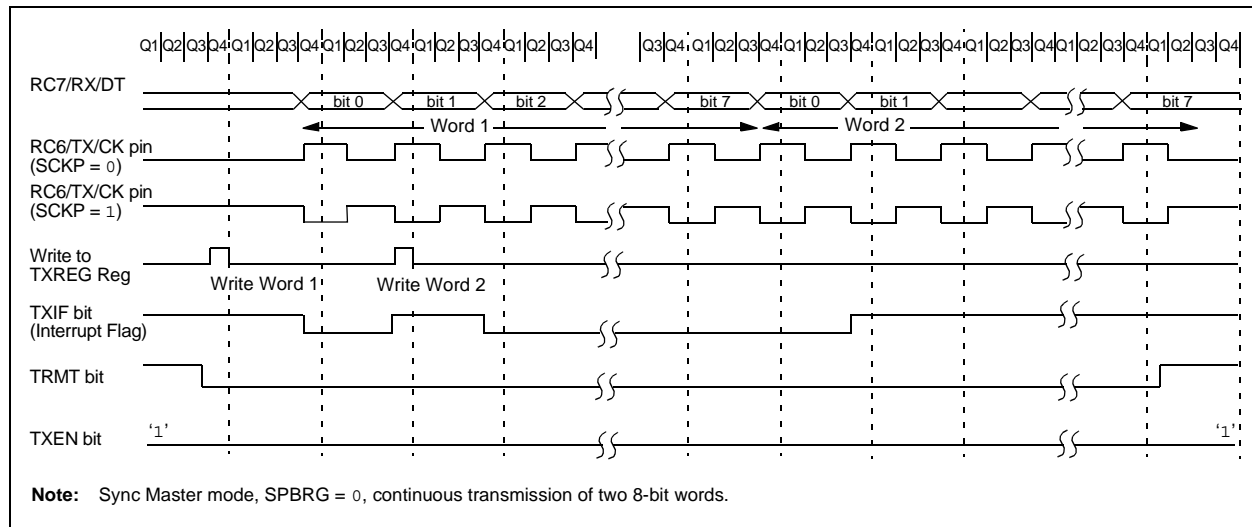 Q1 Q2 Q3 Q4 Q1 Q2 Q3 Q4 Q1 Q2 Q3 Q4 Q1 Q2 Q3 Q4 Q1 Q2 Q3 Q4 Q3 Q4 Q1 Q2 Q3 Q4 Q1 Q2 Q3 Q4 Q1 Q2 Q3 Q4 Q1 Q2 Q3 Q4 Q1 Q2 Q3 Q4 Q1 Q2 Q3 Q4
RC7/RX/DT
bit 0 bit 1 bit 2 bit 7 bit 0 bit 1 bit 7
Word 1 Word 2
RC6/TX/CK pin
(SCKP = 0)
RC6/TX/CK pin
(SCKP = 1)
Write to
TXREG Reg
Write Word 1 Write Word 2
TXIF bit
(Interrupt Flag)
TRMT bit
TXEN bit
‘1’ ‘1’
Note: Sync Master mode, SPBRG = 0, continuous transmission of two 8-bit words.